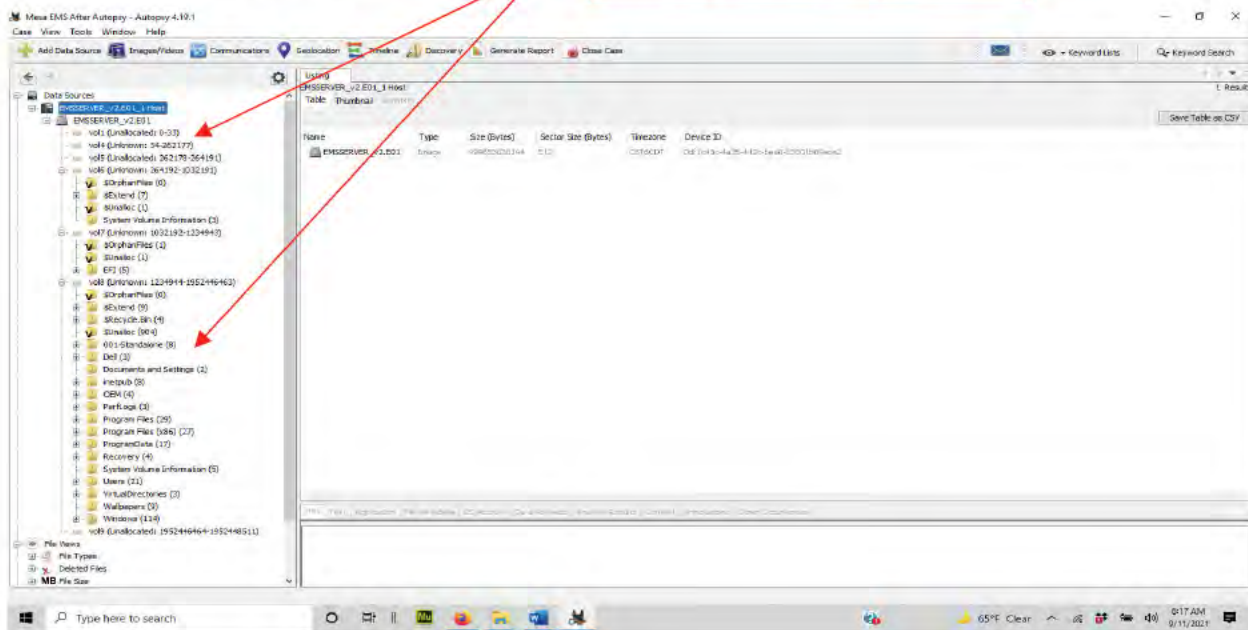 Mesa EMS After Autopsy - Autopsy 4.19.1
Case View Tools Window Help
Add Data Source Images/Videos Communications Geolocation Timeline Discovery Generate Report Close Case Keyword Lists Keyword Search
Listing
EMSSERVER_v2.E01_1 Host
1 Result
Table Thumbnail
Save Table as CSV
Name Type Size (Bytes) Sector Size (Bytes) Timezone Device ID
EMSSERVER_v2.E01 Image 512
Data Sources
EMSSERVER_v2.E01_1 Host
EMSSERVER_v2.E01
vol1 (Unallocated: 0-33)
vol4 (Unknown: 34-262177)
vol5 (Unallocated: 262178-264191)
vol6 (Unknown: 264192-1032191)
$OrphanFiles (0)
$Extend (7)
$Unalloc (1)
System Volume Information (3)
vol7 (Unknown: 1032192-1234943)
$OrphanFiles (1)
$Unalloc (1)
EFI (5)
vol8 (Unknown: 1234944-1952446463)
$OrphanFiles (0)
$Extend (9)
$Recycle.Bin (4)
$Unalloc (904)
001-Standalone (8)
Dell (3)
Documents and Settings (2)
inetpub (8)
OEM (4)
PerfLogs (3)
Program Files (29)
Program Files (x86) (27)
ProgramData (17)
Recovery (4)
System Volume Information (5)
Users (21)
VirtualDirectories (3)
Wallpapers (9)
Windows (114)
vol9 (Unallocated: 1952446464-1952448511)
File Views
File Types
Deleted Files
MB File Size
Type here to search
65°F Clear
9:17 AM
9/11/2021